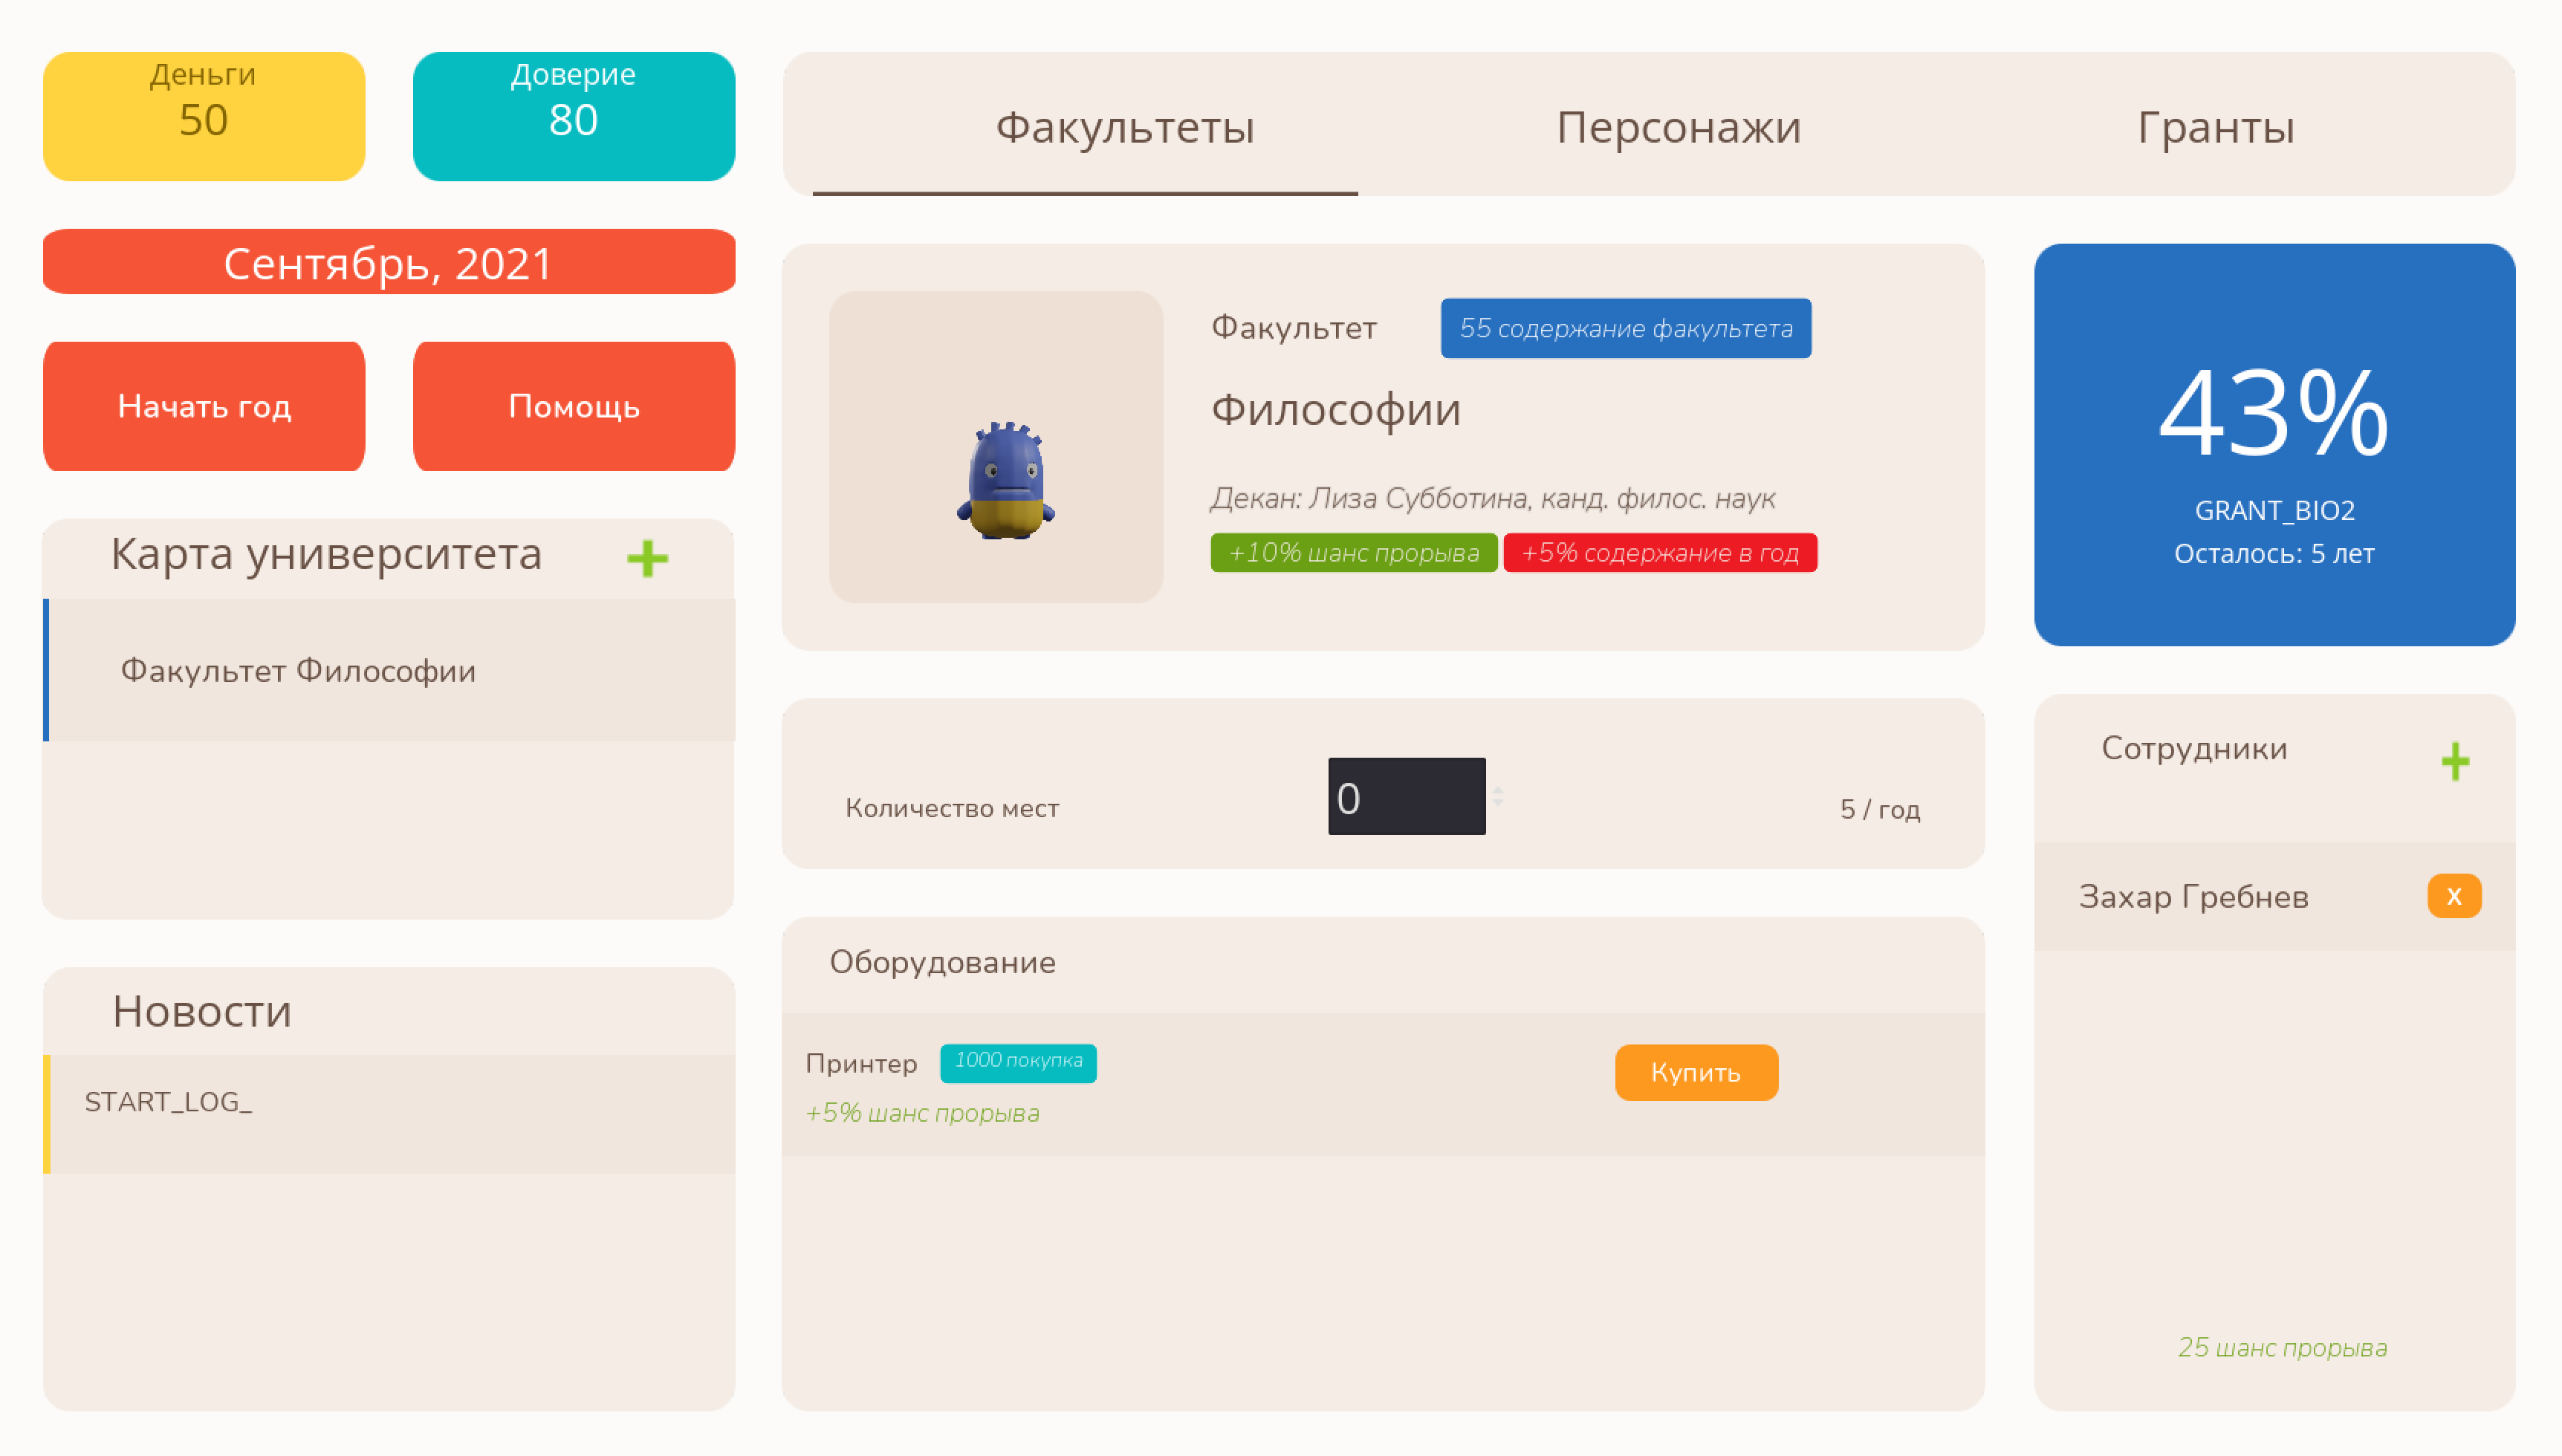 Деньги
50
Доверие
80
Сентябрь, 2021
Начать год
Помощь
Карта университета
Факультет Философии
Новости
START_LOG_
Факультеты
Персонажи
Гранты
Факультет
55 содержание факультета
Философии
Декан: Лиза Субботина, канд. филос. наук
+10% шанс прорыва
+5% содержание в год
Количество мест
0
5 / год
Оборудование
Принтер
1000 покупка
+5% шанс прорыва
Купить
43%
GRANT_BIO2
Осталось: 5 лет
Сотрудники
Захар Гребнев
X
25 шанс прорыва